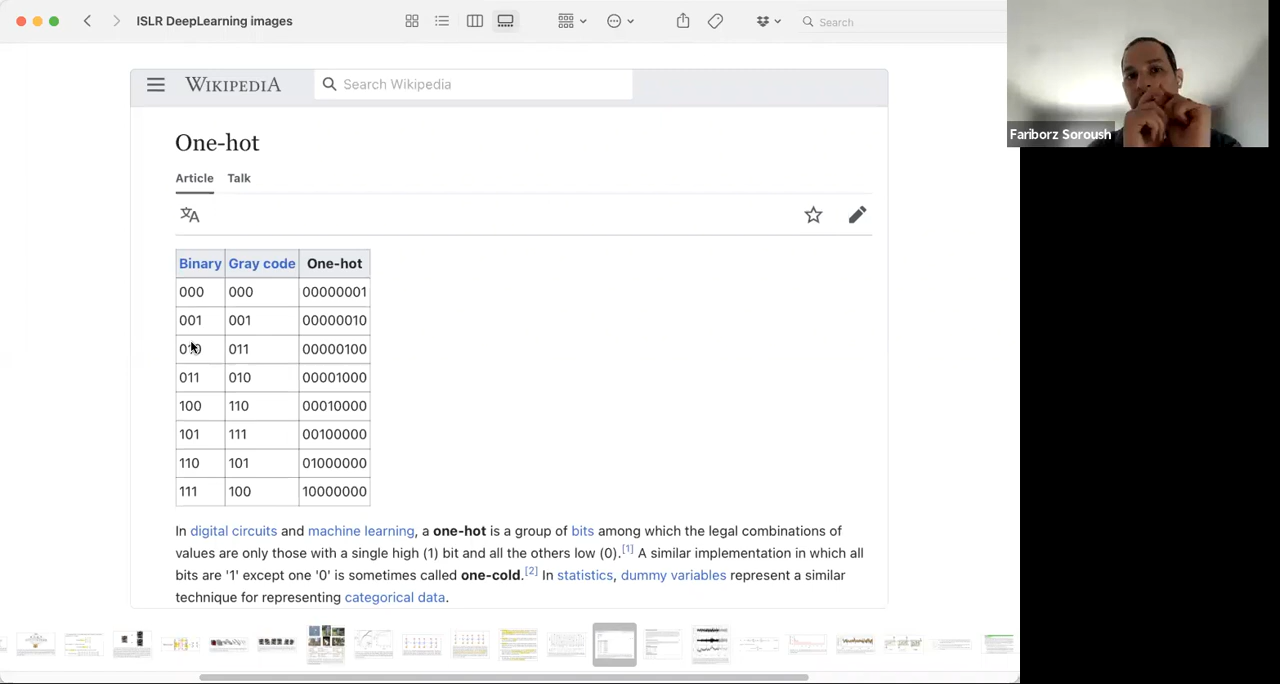 ISLR DeepLearning images
Search
Fariborz Soroush
WIKIPEDIA
Search Wikipedia
One-hot
Article Talk
Binary Gray code One-hot
000 000 00000001
001 001 00000010
010 011 00000100
011 010 00001000
100 110 00010000
101 111 00100000
110 101 01000000
111 100 10000000
In digital circuits and machine learning, a one-hot is a group of bits among which the legal combinations of
values are only those with a single high (1) bit and all the others low (0).[1] A similar implementation in which all
bits are '1' except one '0' is sometimes called one-cold.[2] In statistics, dummy variables represent a similar
technique for representing categorical data.